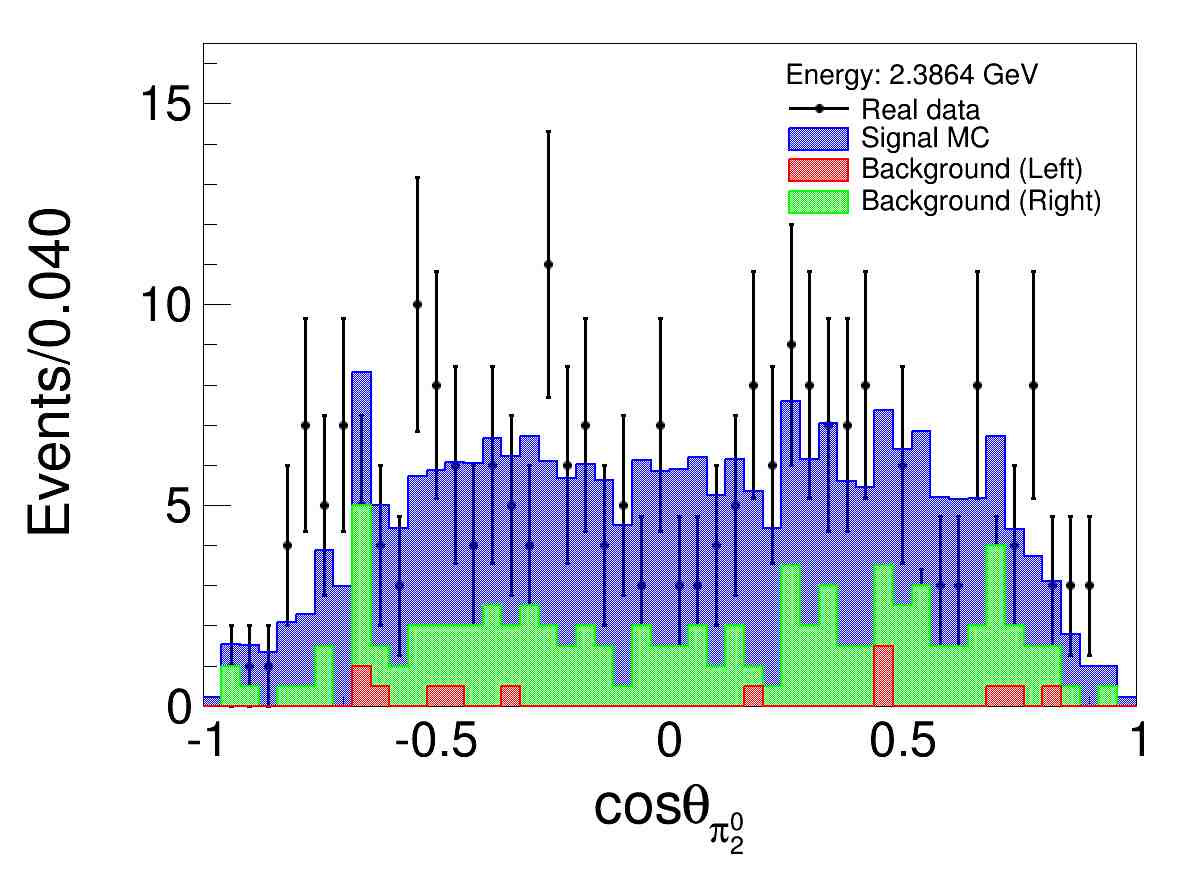 Energy: 2.3864 GeV
Real data
Signal MC
Background (Left)
Background (Right)
Events/0.040
15
10
5
0
-1 -0.5 0 0.5 1
cosθπ⁰₂